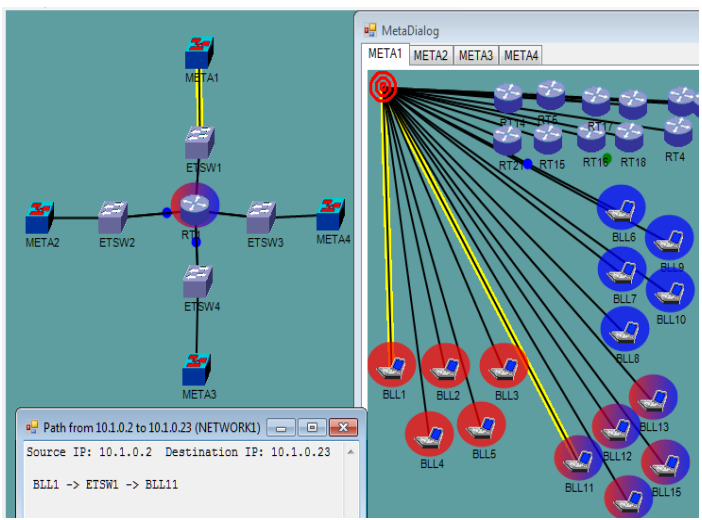 MetaDialog
META1 META2 META3 META4
META1
ETSW1
META2
ETSW2
RT1
ETSW3
META4
ETSW4
META3
RT14
RT5
RT17
RT21
RT15
RT16
RT18
RT4
BLL6
BLL9
BLL7
BLL10
BLL8
BLL1
BLL2
BLL3
BLL4
BLL5
BLL13
BLL12
BLL11
BLL15
Path from 10.1.0.2 to 10.1.0.23 (NETWORK1)
Source IP: 10.1.0.2 Destination IP: 10.1.0.23
BLL1 -> ETSW1 -> BLL11